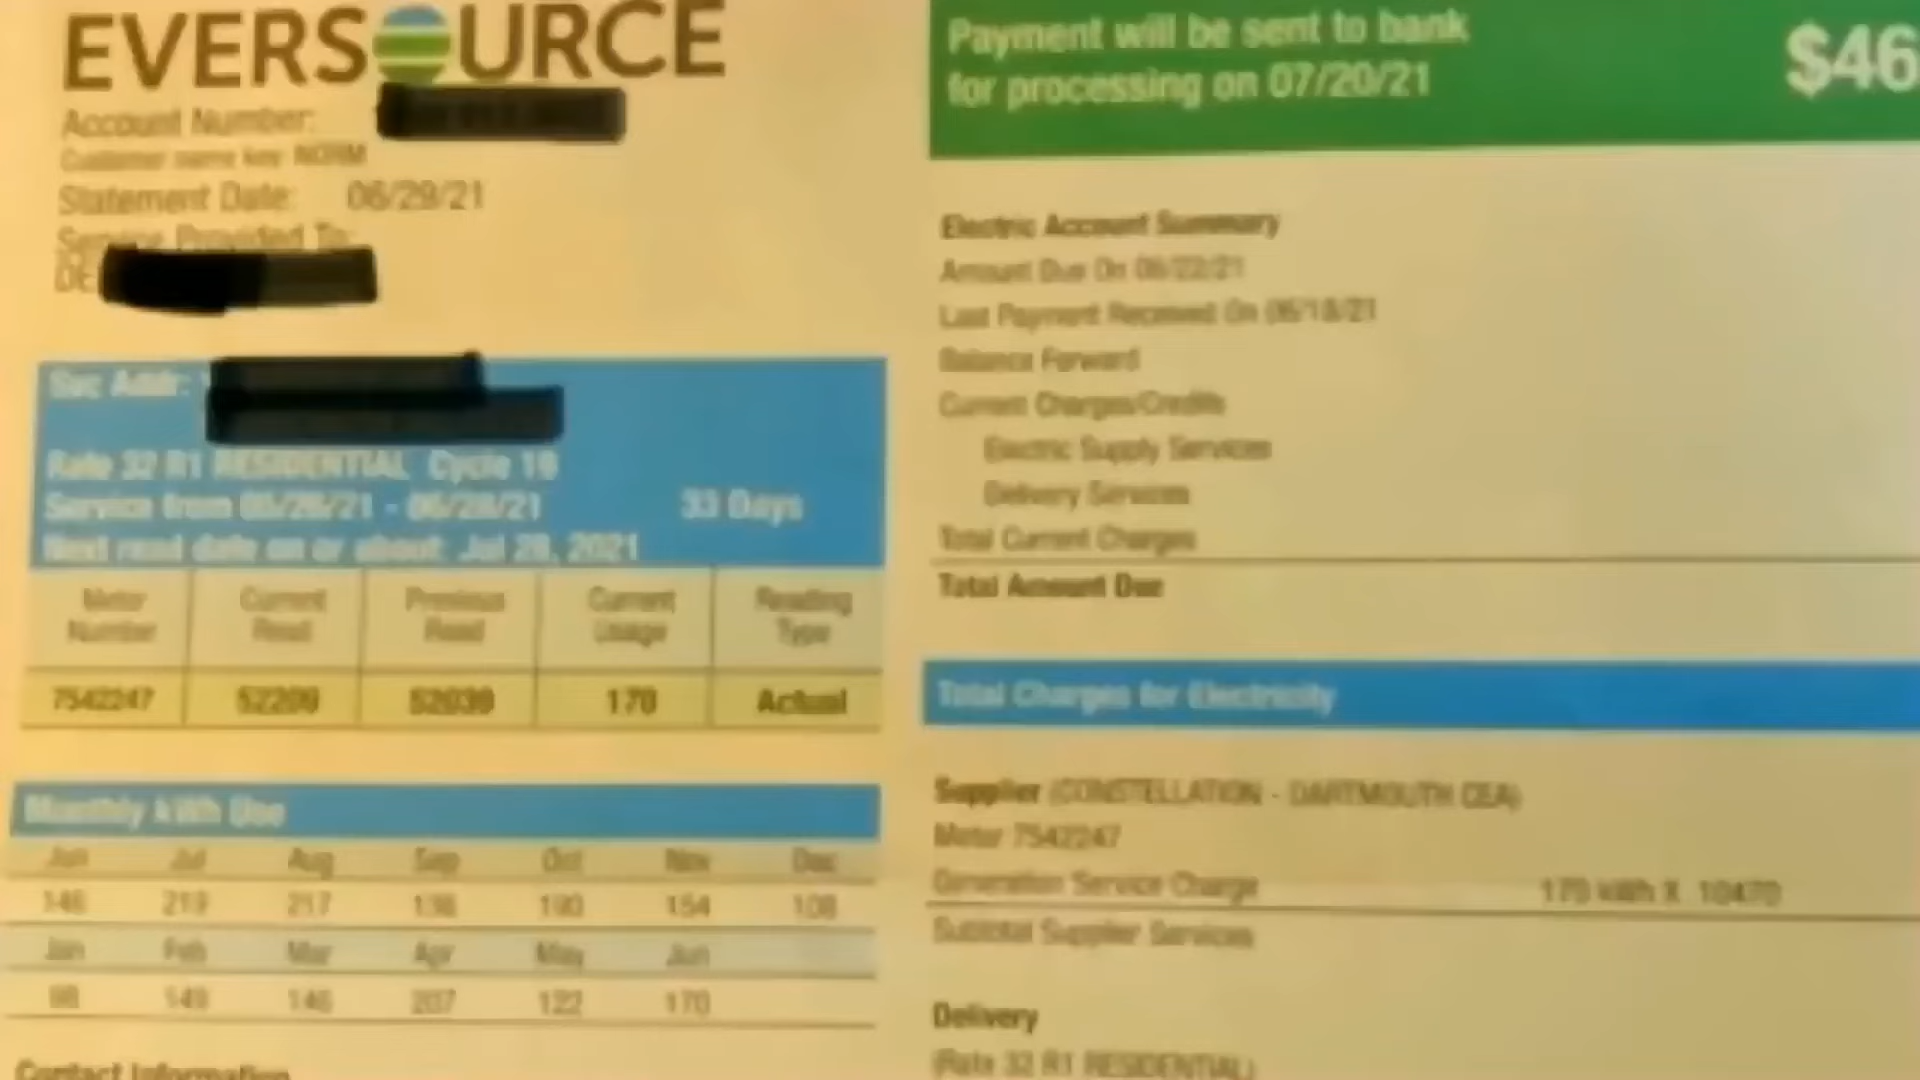 EVERSOURCE
Account Number:
Customer name key: NORM
Statement Date: 06/29/21
Service Provided To:
DE
Svc Addr:
Rate 32 R1 RESIDENTIAL Cycle 19
Service from 05/26/21 - 06/28/21 33 Days
Next read date on or about: Jul 28, 2021
Meter Number
Current Read
Previous Read
Current Usage
Reading Type
7542247 52209 52039 170 Actual
Monthly kWh Use
Jun Jul Aug Sep Oct Nov Dec
146 219 217 190 154 108
Jan Feb Mar Apr May Jun
149 146 207 122 170
Contact Information
Payment will be sent to bank
for processing on 07/20/21
$46
Electric Account Summary
Amount Due On 06/22/21
Last Payment Received On
Balance Forward
Current Charges/Credits
Electric Supply Services
Delivery Services
Total Current Charges
Total Amount Due
Total Charges for Electricity
Supplier (CONSTELLATION - DARTMOUTH CEA)
Meter 7542247
Generation Service Charge 170 kWh X .10470
Subtotal Supplier Services
Delivery
(Rate 32 R1 RESIDENTIAL)